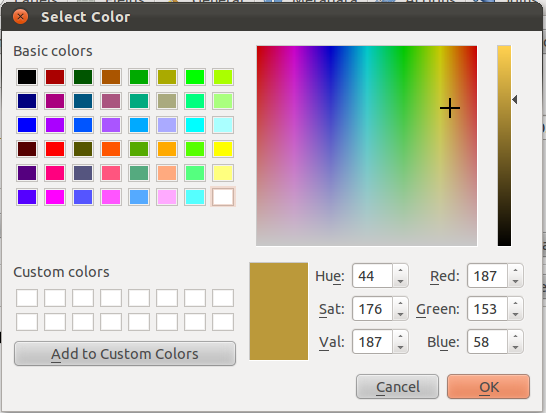 Select Color
Basic colors
Custom colors
Add to Custom Colors
Hue: 44 Red: 187
Sat: 176 Green: 153
Val: 187 Blue: 58
Cancel OK